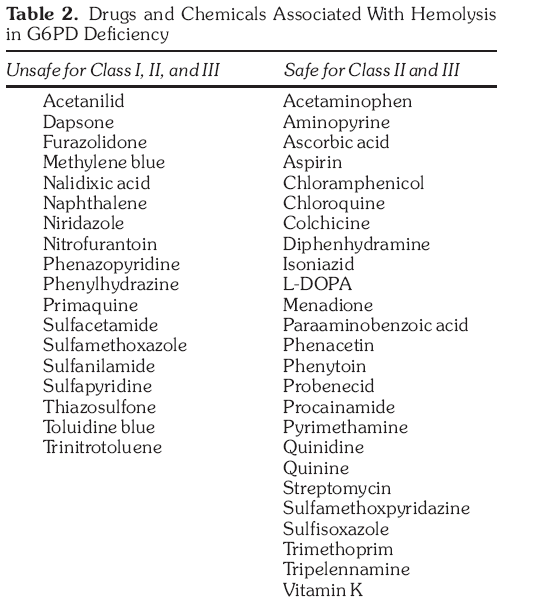 Table 2. Drugs and Chemicals Associated With Hemolysis
in G6PD Deficiency
Unsafe for Class I, II, and III Safe for Class II and III
Acetanilid Acetaminophen
Dapsone Aminopyrine
Furazolidone Ascorbic acid
Methylene blue Aspirin
Nalidixic acid Chloramphenicol
Naphthalene Chloroquine
Niridazole Colchicine
Nitrofurantoin Diphenhydramine
Phenazopyridine Isoniazid
Phenylhydrazine L-DOPA
Primaquine Menadione
Sulfacetamide Paraaminobenzoic acid
Sulfamethoxazole Phenacetin
Sulfanilamide Phenytoin
Sulfapyridine Probenecid
Thiazosulfone Procainamide
Toluidine blue Pyrimethamine
Trinitrotoluene Quinidine
Quinine
Streptomycin
Sulfamethoxpyridazine
Sulfisoxazole
Trimethoprim
Tripelennamine
Vitamin K